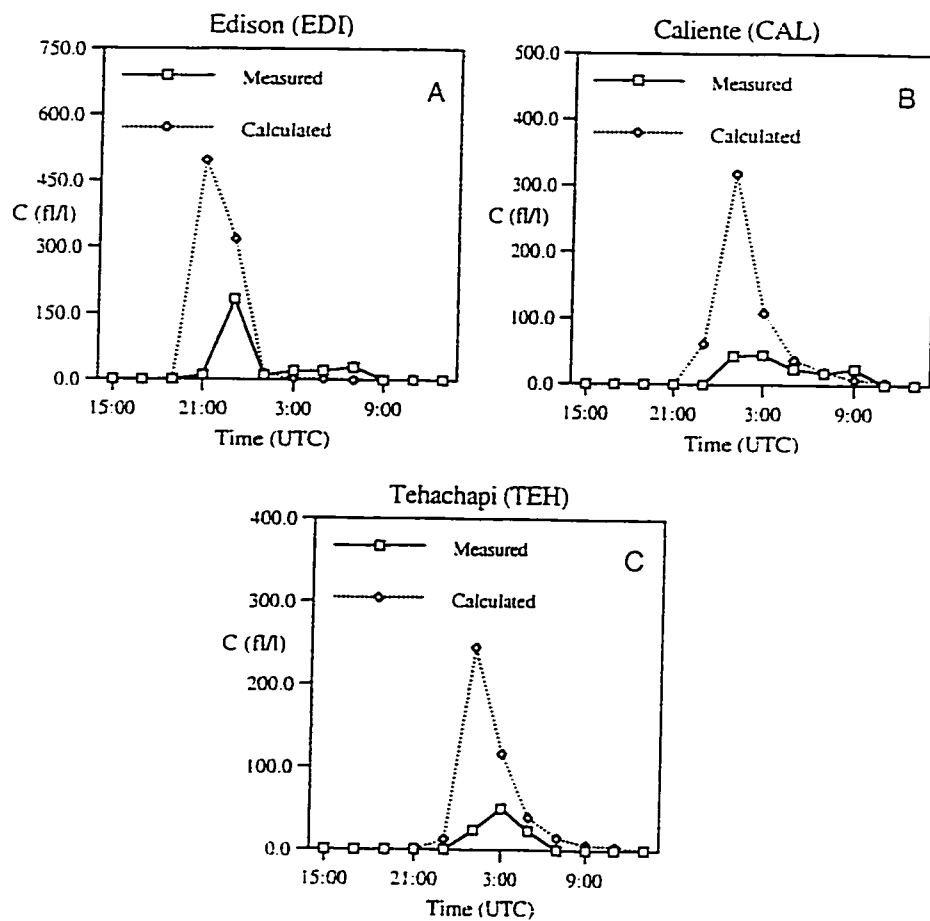 Edison (EDI)
750.0
600.0
450.0
C (fl/l)
300.0
150.0
0.0
Measured
Calculated
A
15:00 21:00 3:00 9:00
Time (UTC)
Caliente (CAL)
500.0
400.0
300.0
C (fl/l)
200.0
100.0
0.0
Measured
Calculated
B
15:00 21:00 3:00 9:00
Time (UTC)
Tehachapi (TEH)
400.0
300.0
C (fl/l)
200.0
100.0
0.0
Measured
Calculated
C
15:00 21:00 3:00 9:00
Time (UTC)